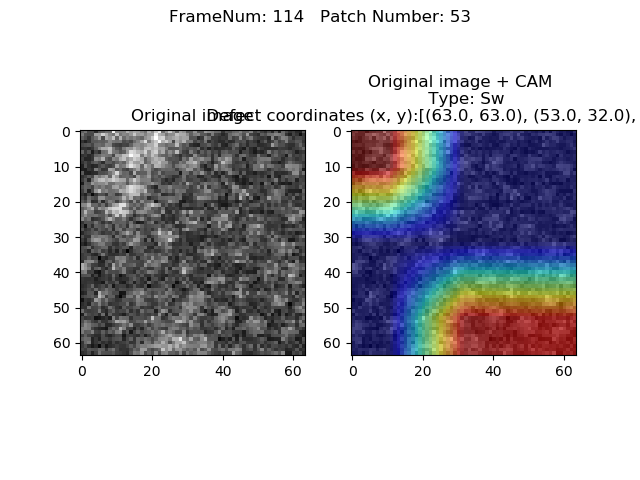 FrameNum: 114   Patch Number: 53
Original image + CAM
Type: Sw
Original image
Defect coordinates (x, y):[(63.0, 63.0), (53.0, 32.0),
0
10
20
30
40
50
60
0 20 40 60
0
10
20
30
40
50
60
0 20 40 60